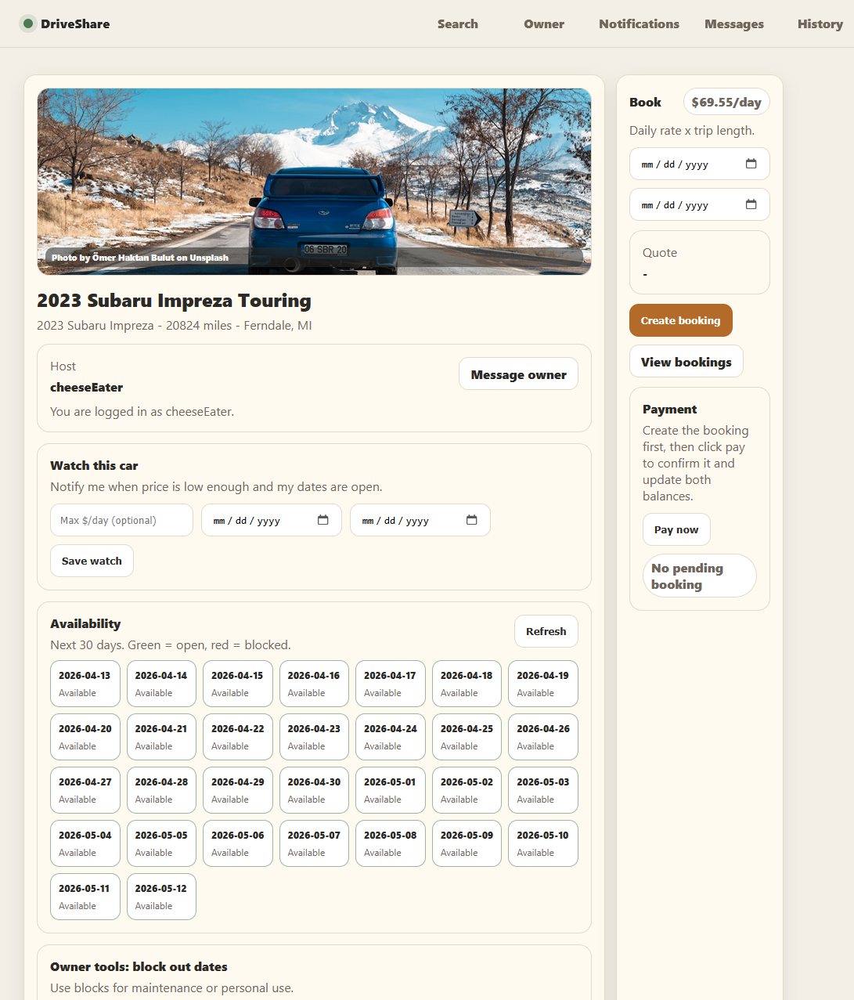 DriveShare
Search
Owner
Notifications
Messages
History
06 SBR 20
Photo by Ömer Haktan Bulut on Unsplash
2023 Subaru Impreza Touring
2023 Subaru Impreza - 20824 miles - Ferndale, MI
Host
cheeseEater
You are logged in as cheeseEater.
Message owner
Watch this car
Notify me when price is low enough and my dates are open.
Max $/day (optional)
mm / dd / yyyy
mm / dd / yyyy
Save watch
Availability
Next 30 days. Green = open, red = blocked.
Refresh
2026-04-13
Available
2026-04-14
Available
2026-04-15
Available
2026-04-16
Available
2026-04-17
Available
2026-04-18
Available
2026-04-19
Available
2026-04-20
Available
2026-04-21
Available
2026-04-22
Available
2026-04-23
Available
2026-04-24
Available
2026-04-25
Available
2026-04-26
Available
2026-04-27
Available
2026-04-28
Available
2026-04-29
Available
2026-04-30
Available
2026-05-01
Available
2026-05-02
Available
2026-05-03
Available
2026-05-04
Available
2026-05-05
Available
2026-05-06
Available
2026-05-07
Available
2026-05-08
Available
2026-05-09
Available
2026-05-10
Available
2026-05-11
Available
2026-05-12
Available
Owner tools: block out dates
Use blocks for maintenance or personal use.
Book
$69.55/day
Daily rate x trip length.
mm / dd / yyyy
mm / dd / yyyy
Quote
-
Create booking
View bookings
Payment
Create the booking
first, then click pay
to confirm it and
update both
balances.
Pay now
No pending
booking